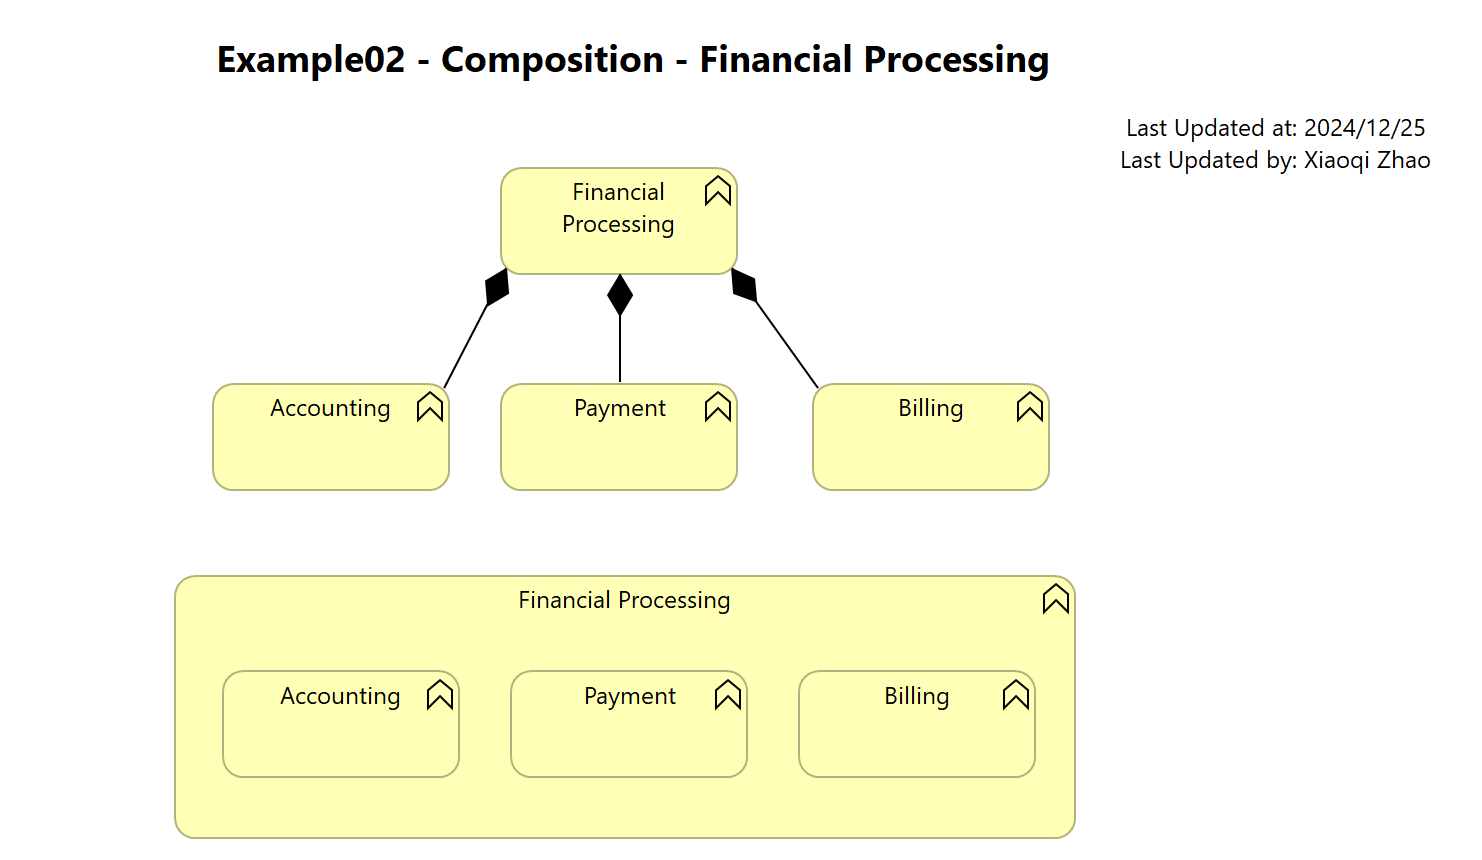 Example02 - Composition - Financial Processing
Last Updated at: 2024/12/25
Last Updated by: Xiaoqi Zhao
Financial
Processing
Accounting
Payment
Billing
Financial Processing
Accounting
Payment
Billing